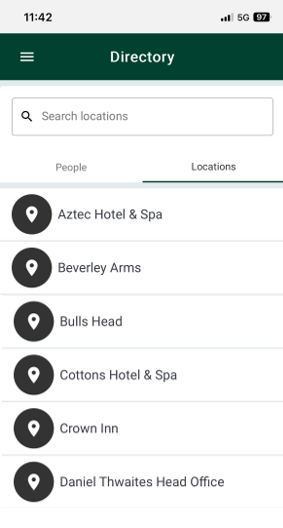 11:42
5G 97
Directory
Search locations
People
Locations
Aztec Hotel & Spa
Beverley Arms
Bulls Head
Cottons Hotel & Spa
Crown Inn
Daniel Thwaites Head Office